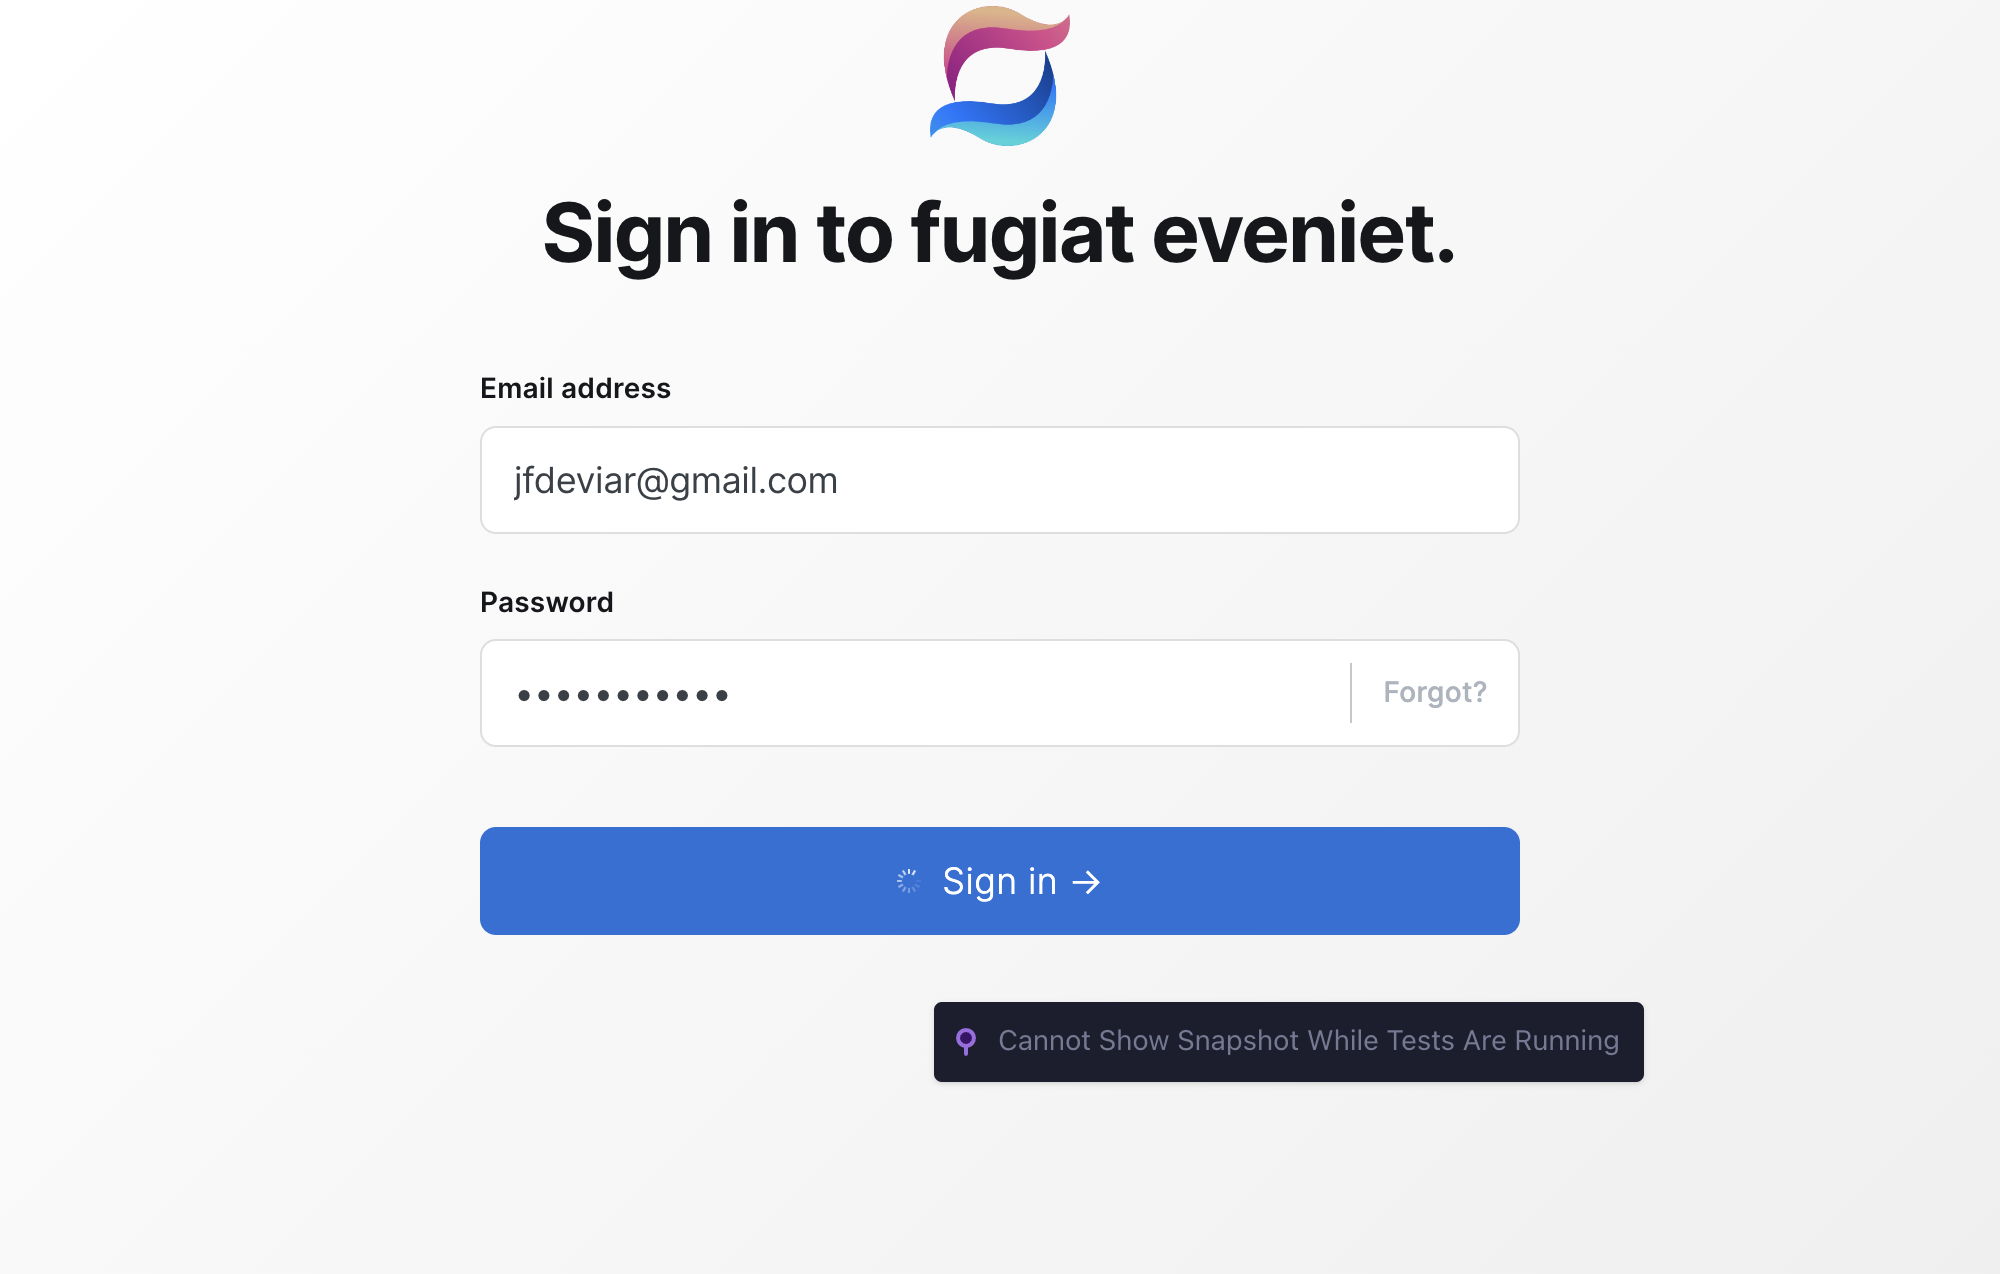 Sign in to fugiat eveniet.
Email address
jfdeviar@gmail.com
Password
•••••••••••
Forgot?
Sign in →
Cannot Show Snapshot While Tests Are Running